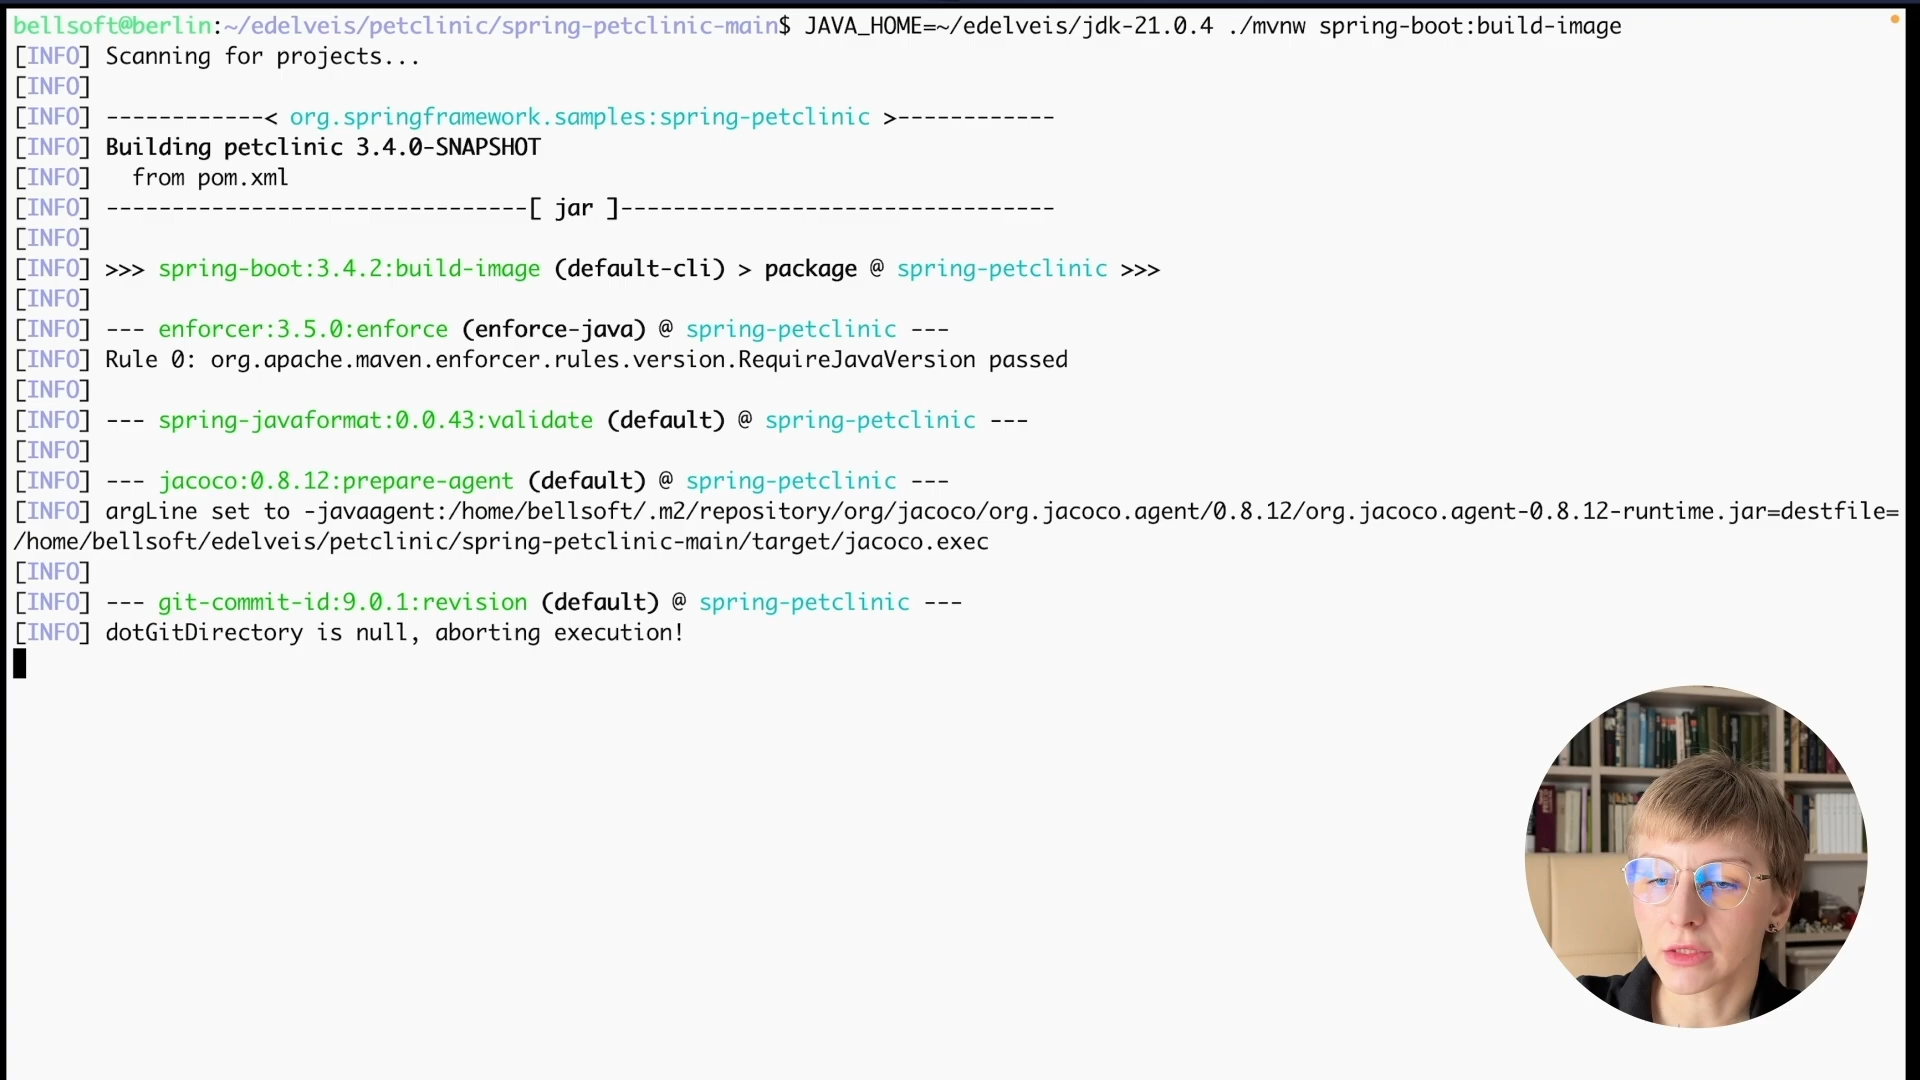 bellsoft@berlin:~/edelveis/petclinic/spring-petclinic-main$ JAVA_HOME=~/edelveis/jdk-21.0.4 ./mvnw spring-boot:build-image
[INFO] Scanning for projects...
[INFO]
[INFO] ------------< org.springframework.samples:spring-petclinic >------------
[INFO] Building petclinic 3.4.0-SNAPSHOT
[INFO]   from pom.xml
[INFO] --------------------------------[ jar ]---------------------------------
[INFO]
[INFO] >>> spring-boot:3.4.2:build-image (default-cli) > package @ spring-petclinic >>>
[INFO]
[INFO] --- enforcer:3.5.0:enforce (enforce-java) @ spring-petclinic ---
[INFO] Rule 0: org.apache.maven.enforcer.rules.version.RequireJavaVersion passed
[INFO]
[INFO] --- spring-javaformat:0.0.43:validate (default) @ spring-petclinic ---
[INFO]
[INFO] --- jacoco:0.8.12:prepare-agent (default) @ spring-petclinic ---
[INFO] argLine set to -javaagent:/home/bellsoft/.m2/repository/org/jacoco/org.jacoco.agent/0.8.12/org.jacoco.agent-0.8.12-runtime.jar=destfile=
/home/bellsoft/edelveis/petclinic/spring-petclinic-main/target/jacoco.exec
[INFO]
[INFO] --- git-commit-id:9.0.1:revision (default) @ spring-petclinic ---
[INFO] dotGitDirectory is null, aborting execution!